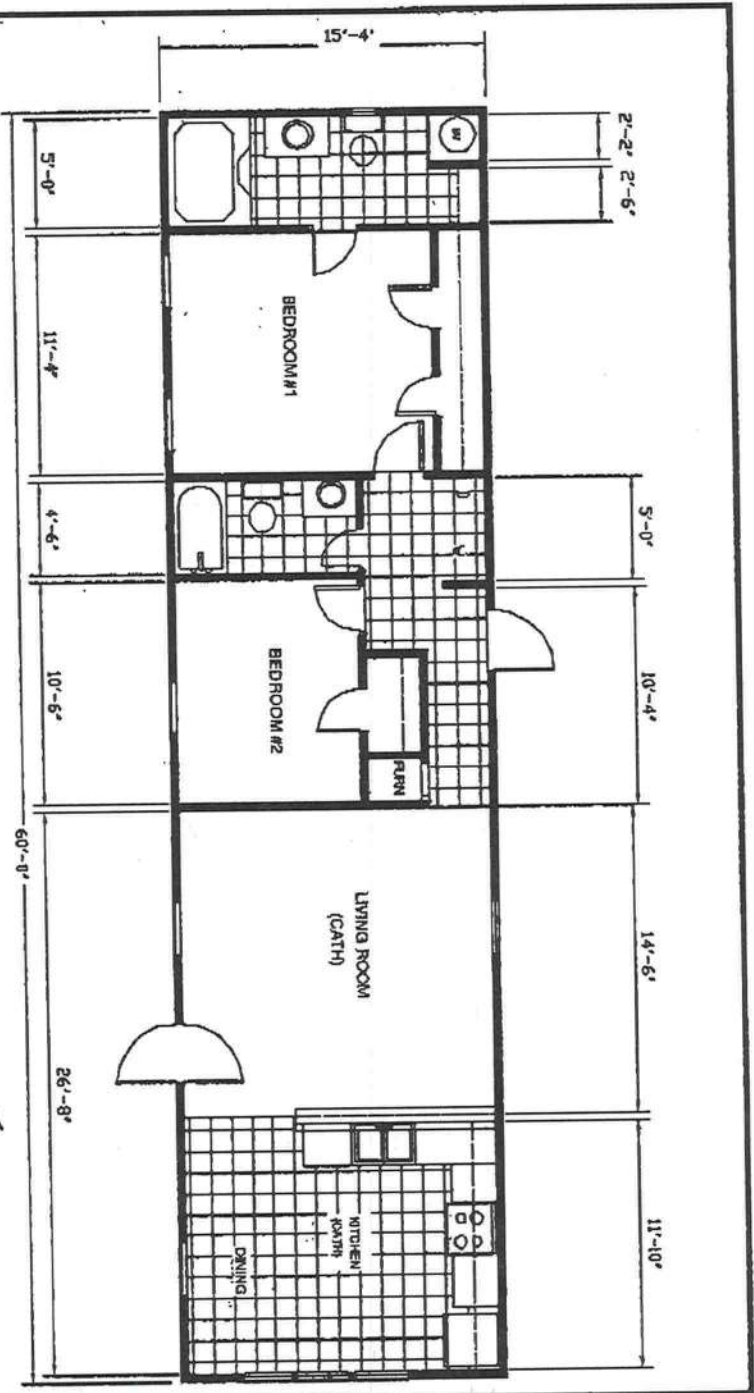 15'-4"
2'-2"
2'-6"
5'-0"
10'-4"
14'-6"
11'-10"
W
BEDROOM #1
BEDROOM #2
FURN
LIVING ROOM
(CATH)
KITCHEN
(CATH)
DINING
5'-0"
11'-4"
4'-6"
10'-6"
26'-8"
60'-0"